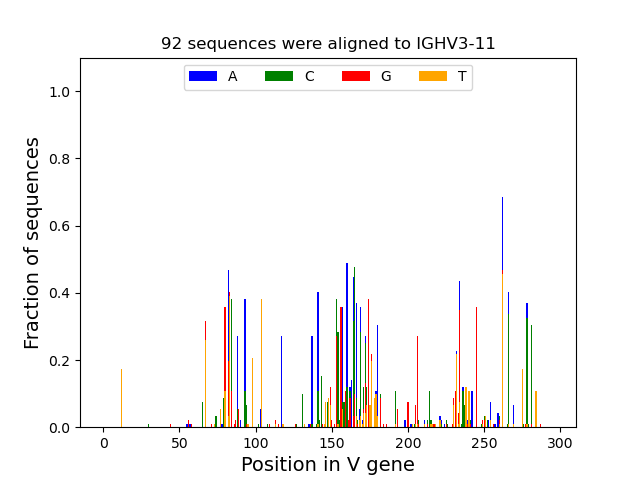 92 sequences were aligned to IGHV3-11
A C G T
1.0
0.8
0.6
0.4
0.2
0.0
Fraction of sequences
0 50 100 150 200 250 300
Position in V gene